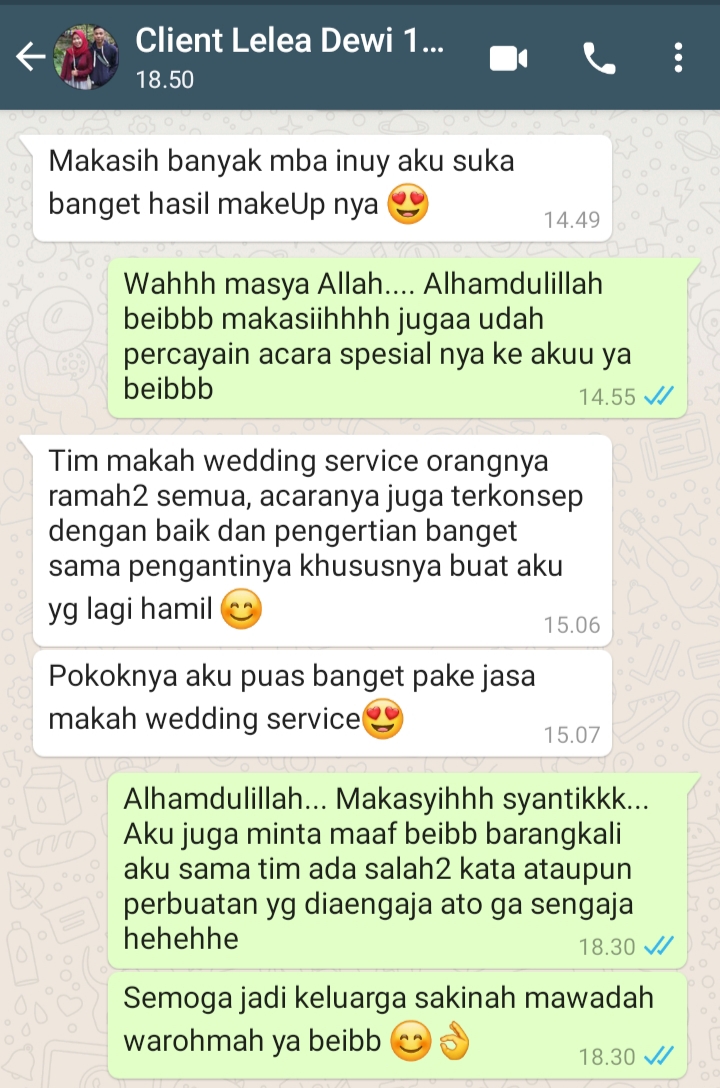 Client Lelea Dewi 1...
18.50
Makasih banyak mba inuy aku suka
banget hasil makeUp nya 😍
14.49
Wahhh masya Allah.... Alhamdulillah
beibbb makasiihhhh jugaa udah
percayain acara spesial nya ke akuu ya
beibbb
14.55
Tim makah wedding service orangnya
ramah2 semua, acaranya juga terkonsep
dengan baik dan pengertian banget
sama pengantinya khususnya buat aku
yg lagi hamil 😊
15.06
Pokoknya aku puas banget pake jasa
makah wedding service😍
15.07
Alhamdulillah... Makasyihhh syantikkk...
Aku juga minta maaf beibb barangkali
aku sama tim ada salah2 kata ataupun
perbuatan yg diaengaja ato ga sengaja
hehehhe
18.30
Semoga jadi keluarga sakinah mawadah
warohmah ya beibb 😊👌
18.30